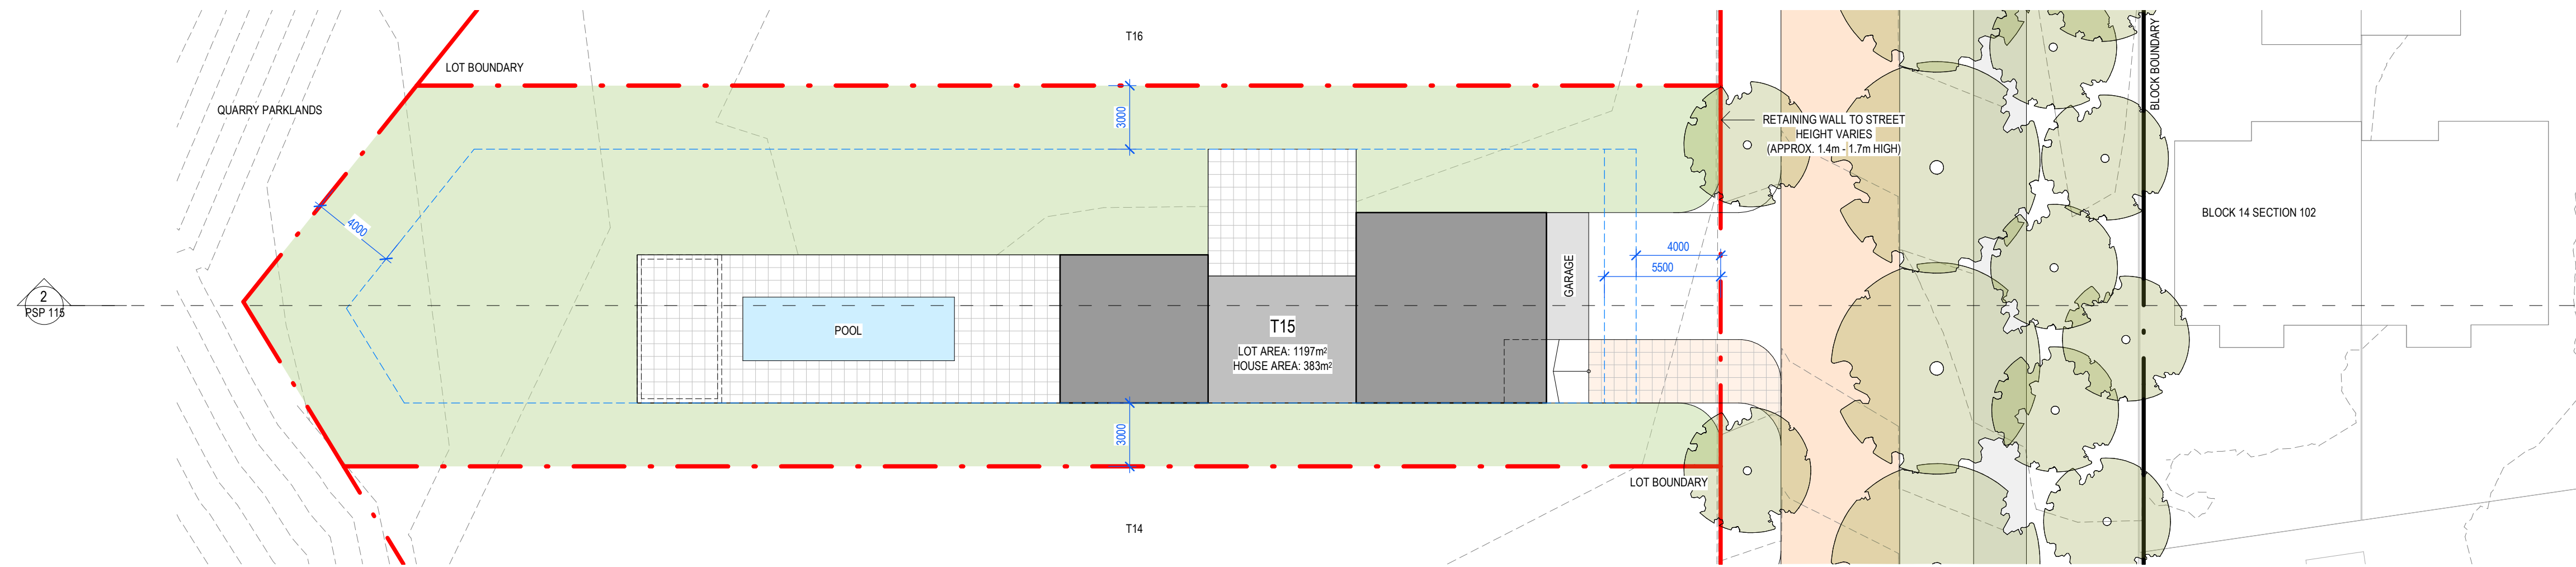 T16
LOT BOUNDARY
QUARRY PARKLANDS
BLOCK BOUNDARY
3000
RETAINING WALL TO STREET
HEIGHT VARIES
(APPROX. 1.4m - 1.7m HIGH)
4000
BLOCK 14 SECTION 102
4000
5500
GARAGE
2
PSP 115
POOL
T15
LOT AREA: 1197m²
HOUSE AREA: 383m²
3000
LOT BOUNDARY
T14